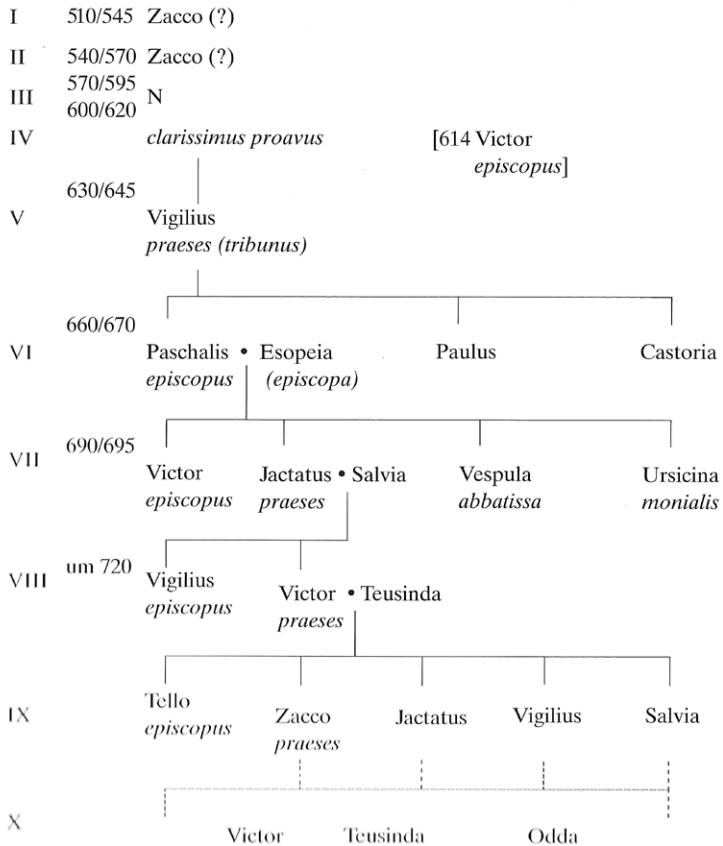 I 510/545 Zacco (?)
II 540/570 Zacco (?)
570/595
III N
600/620
IV clarissimus proavus [614 Victor
episcopus]
630/645
V Vigilius
praeses (tribunus)
660/670
VI Paschalis • Esopeia Paulus Castoria
episcopus (episcopa)
690/695
VII
Victor Jactatus • Salvia Vespula Ursicina
episcopus praeses abbatissa monialis
um 720
VIII Vigilius
episcopus Victor • Teusinda
praeses
Tello
IX episcopus Zacco Jactatus Vigilius Salvia
praeses
X
Victor Teusinda Odda